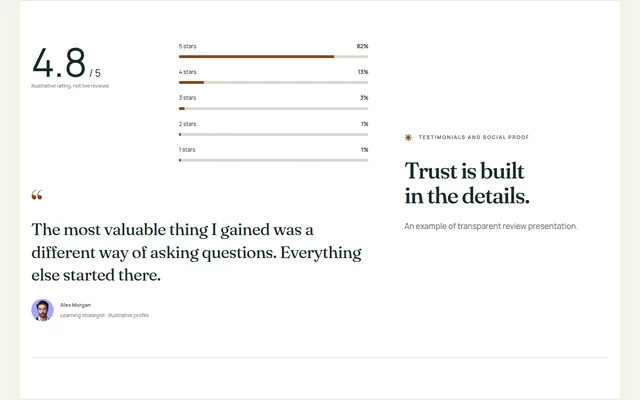 4.8 / 5
Illustrative rating, not live reviews
5 stars 82%
4 stars 13%
3 stars 3%
2 stars 1%
1 star 1%
“
The most valuable thing I gained was a
different way of asking questions. Everything
else started there.
Alex Morgan
Learning strategist · Illustrative profile
TESTIMONIALS AND SOCIAL PROOF
Trust is built
in the details.
An example of transparent review presentation.